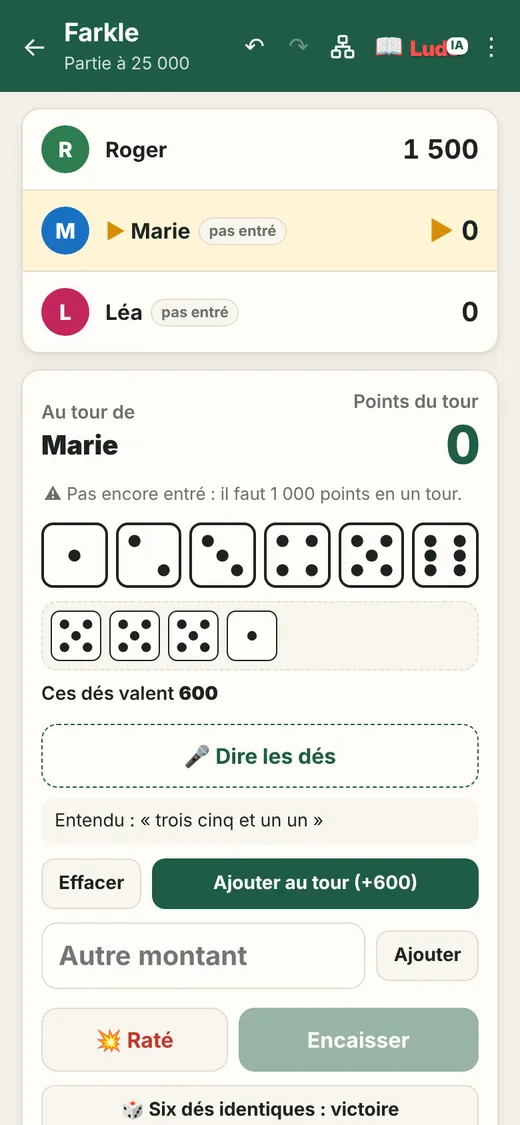 Farkle
Partie à 25 000
LudIA
R Roger 1 500
M Marie pas entré 0
L Léa pas entré 0
Au tour de
Points du tour
Marie
0
Pas encore entré : il faut 1 000 points en un tour.
Ces dés valent 600
Dire les dés
Entendu : « trois cinq et un un »
Effacer
Ajouter au tour (+600)
Autre montant
Ajouter
Raté
Encaisser
Six dés identiques : victoire